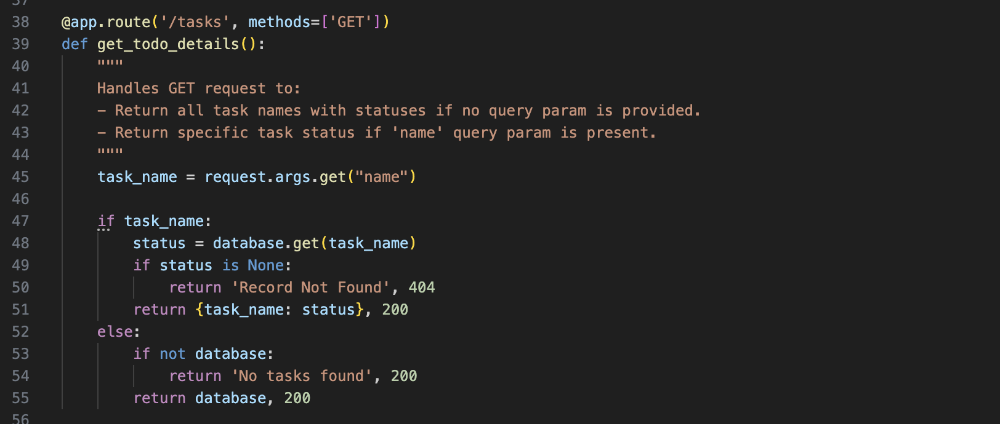 37
38 @app.route('/tasks', methods=['GET'])
39 def get_todo_details():
40 """
41 Handles GET request to:
42 - Return all task names with statuses if no query param is provided.
43 - Return specific task status if 'name' query param is present.
44 """
45 task_name = request.args.get("name")
46
47 if task_name:
48 status = database.get(task_name)
49 if status is None:
50 return 'Record Not Found', 404
51 return {task_name: status}, 200
52 else:
53 if not database:
54 return 'No tasks found', 200
55 return database, 200
56